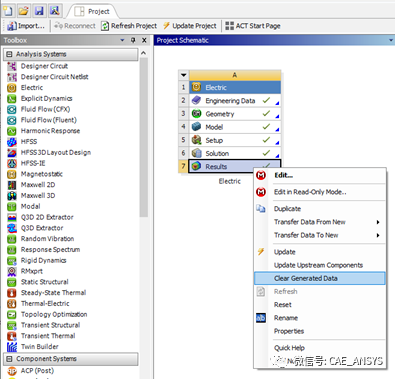 Project
Import...
Reconnect
Refresh Project
Update Project
ACT Start Page
Toolbox
Project Schematic
Analysis Systems
Designer Circuit
Designer Circuit Netlist
Electric
Explicit Dynamics
Fluid Flow (CFX)
Fluid Flow (Fluent)
Harmonic Response
HFSS
HFSS 3D Layout Design
HFSS-IE
Magnetostatic
Maxwell 2D
Maxwell 3D
Modal
Q3D 2D Extractor
Q3D Extractor
Random Vibration
Response Spectrum
Rigid Dynamics
RMxprt
Static Structural
Steady-State Thermal
Thermal-Electric
Topology Optimization
Transient Structural
Transient Thermal
Twin Builder
Component Systems
ACP (Post)
A
1 Electric
2 Engineering Data
3 Geometry
4 Model
5 Setup
6 Solution
7 Results
Electric
Edit...
Edit in Read-Only Mode...
Duplicate
Transfer Data From New
Transfer Data To New
Update
Update Upstream Components
Clear Generated Data
Refresh
Reset
Rename
Properties
Quick Help
微信号: CAE_ANSYS